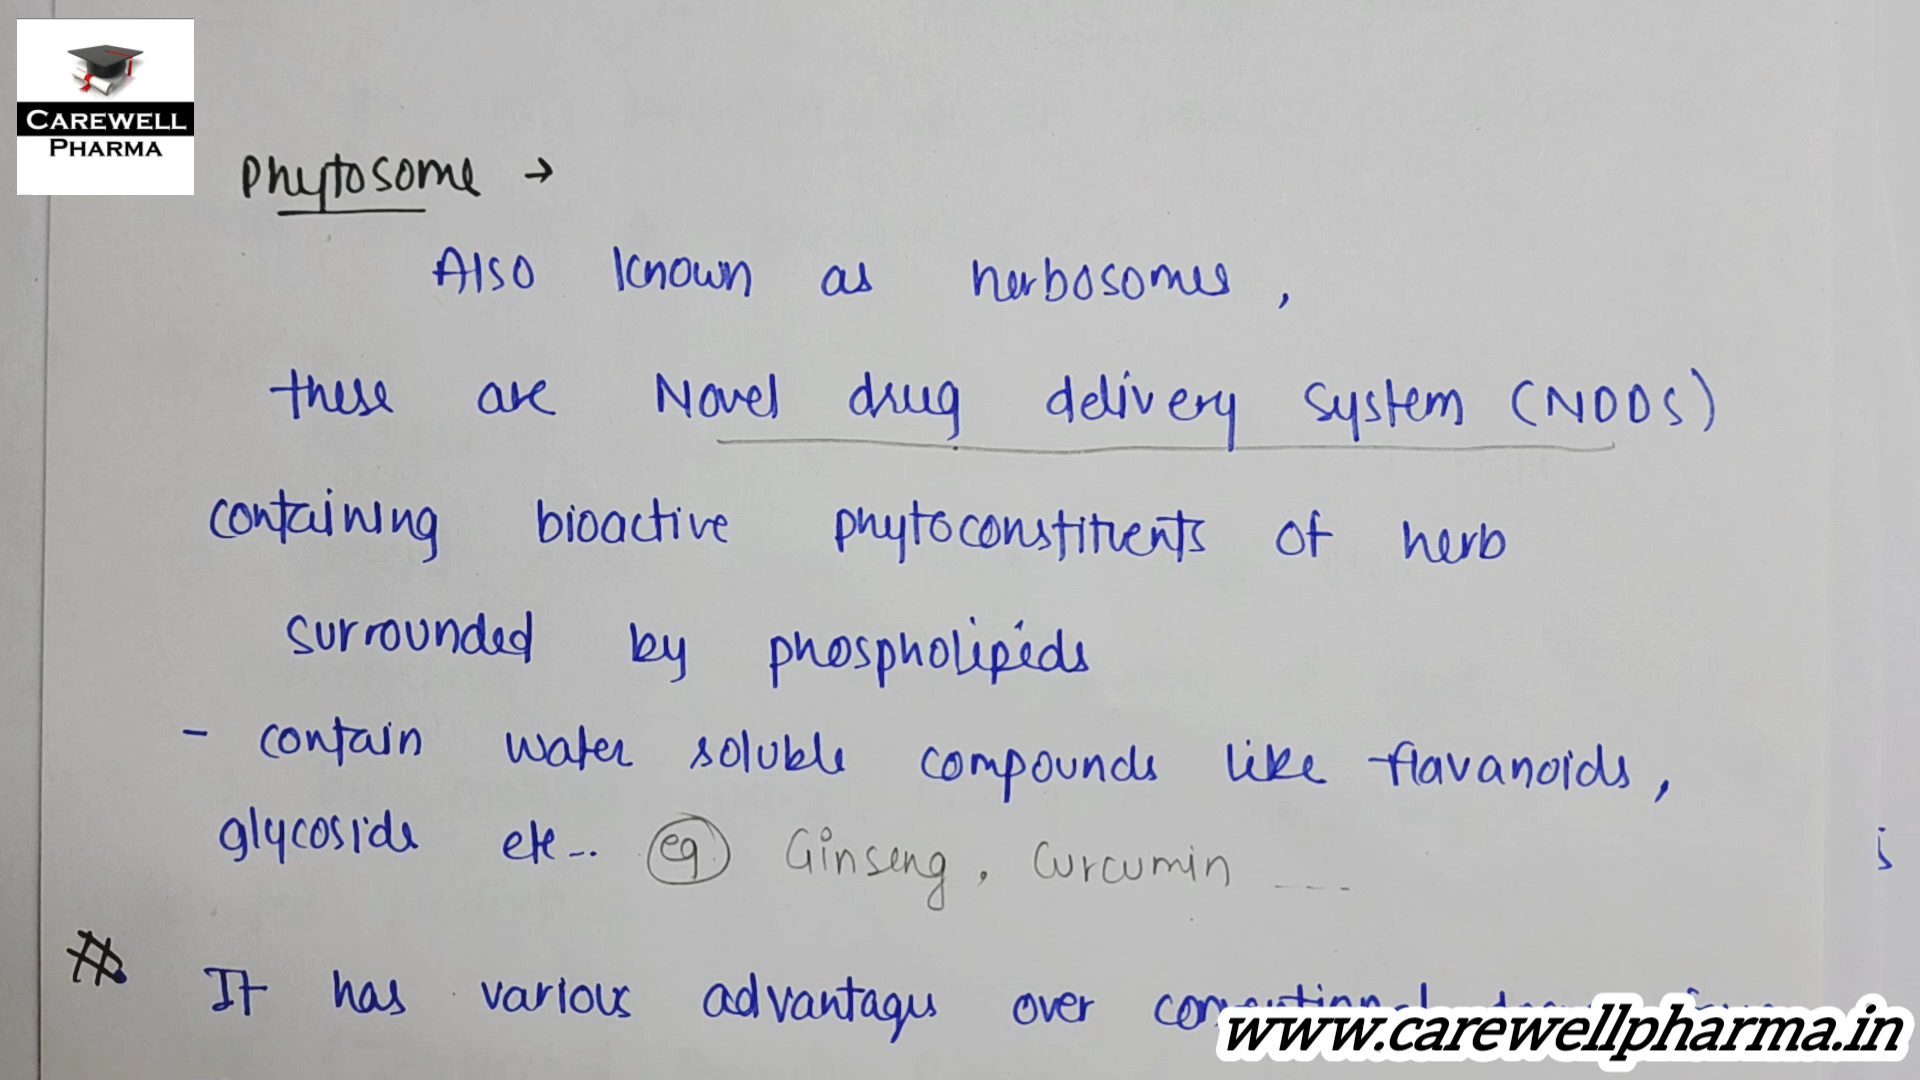 CAREWELL
PHARMA
Phytosome →
Also known as herbosomes,
these are Novel drug delivery system (NDDS)
containing bioactive phytoconstituents of herb
surrounded by phospholipids
- contain water soluble compounds like flavanoids,
glycoside etc-.. eg Ginseng, Curcumin ----
# It has various advantages over
www.carewellpharma.in